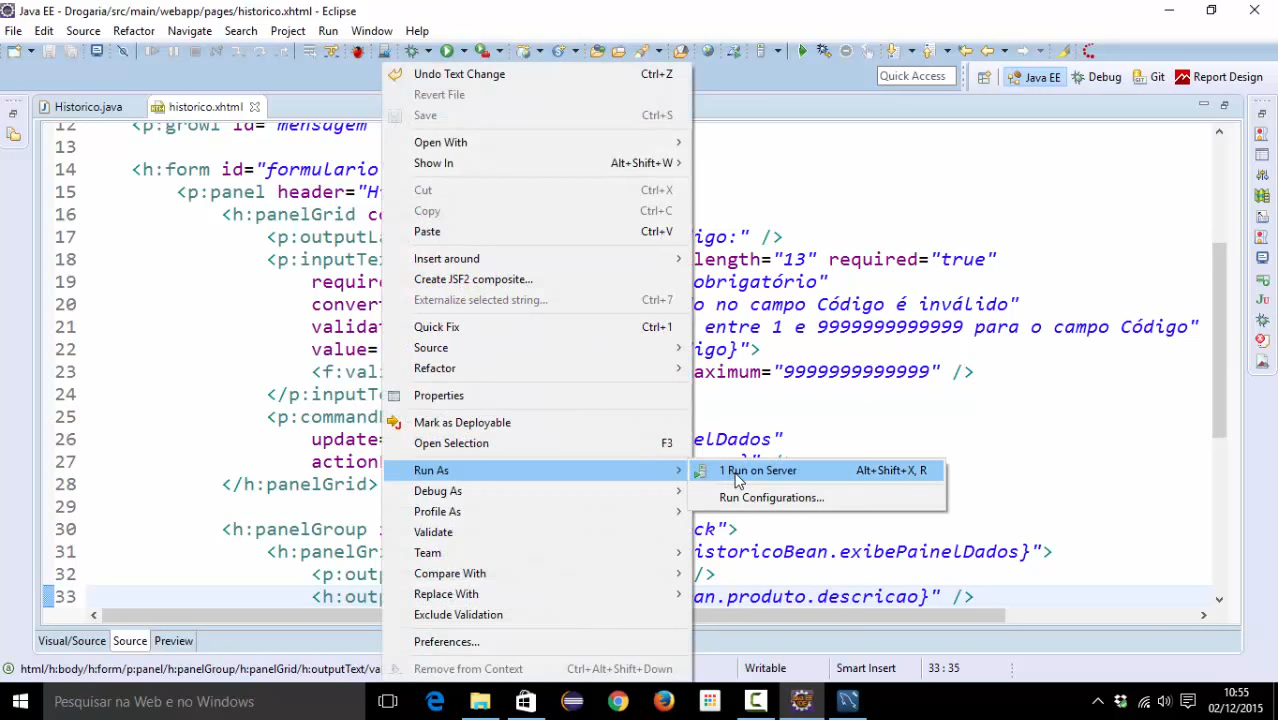 Java EE - Drogaria/src/main/webapp/pages/historico.xhtml - Eclipse
File Edit Source Refactor Navigate Search Project Run Window Help
Quick Access Java EE Debug Git Report Design
Historico.java historico.xhtml
12 <p:growl id="mensagem
13
14 <h:form id="formulario
15 <p:panel header="H
16 <h:panelGrid co
17 <p:outputLa igo:" />
18 <p:inputTex length="13" required="true"
19 require obrigatório"
20 convert o no campo Código é inválido"
21 validat entre 1 e 9999999999999 para o campo Código"
22 value= igo}">
23 <f:vali aximum="9999999999999" />
24 </p:inputTe
25 <p:command
26 update= elDados"
27 action
28 </h:panelGrid>
29
30 <h:panelGroup ck">
31 <h:panelGr istoricoBean.exibePainelDados}">
32 <p:outp />
33 <h:out an.produto.descricao}" />
Undo Text Change Ctrl+Z
Revert File
Save Ctrl+S
Open With
Show In Alt+Shift+W
Cut Ctrl+X
Copy Ctrl+C
Paste Ctrl+V
Insert around
Create JSF2 composite...
Externalize selected string... Ctrl+7
Quick Fix Ctrl+1
Source
Refactor
Properties
Mark as Deployable
Open Selection F3
Run As
Debug As
Profile As
Validate
Team
Compare With
Replace With
Exclude Validation
Preferences...
Remove from Context Ctrl+Alt+Shift+Down
1 Run on Server Alt+Shift+X, R
Run Configurations...
Visual/Source Source Preview
html/h:body/h:form/p:panel/h:panelGroup/h:panelGrid/h:outputText/va Writable Smart Insert 33 : 35
Pesquisar na Web e no Windows
10:55
02/12/2015